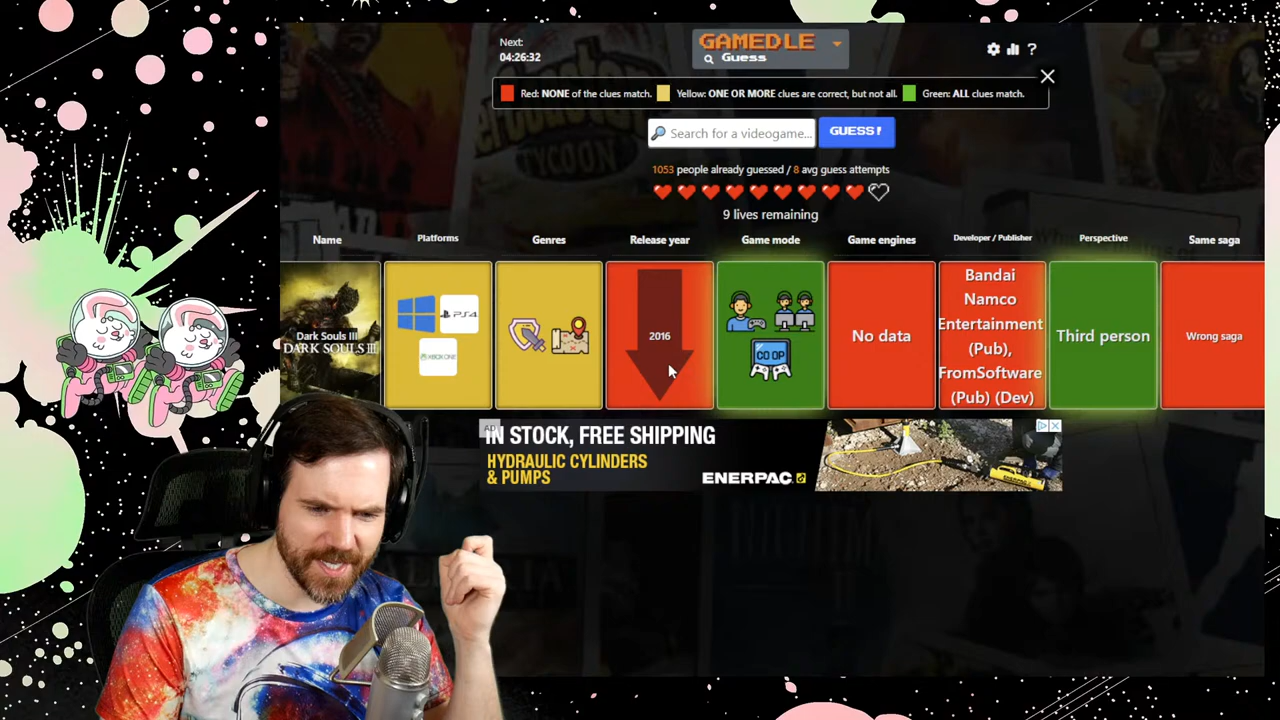 Next:
04:26:32
GAMEDLE
Guess
?
Red: NONE of the clues match.
Yellow: ONE OR MORE clues are correct, but not all.
Green: ALL clues match.
Search for a videogame...
GUESS!
1053 people already guessed / 8 avg guess attempts
9 lives remaining
Name
Platforms
Genres
Release year
Game mode
Game engines
Developer / Publisher
Perspective
Same saga
Dark Souls III
DARK SOULS III
PS4
XBOX ONE
2016
CO OP
No data
Bandai
Namco
Entertainment
(Pub),
FromSoftware
(Pub) (Dev)
Third person
Wrong saga
IN STOCK, FREE SHIPPING
HYDRAULIC CYLINDERS
& PUMPS
ENERPAC
TYCOON